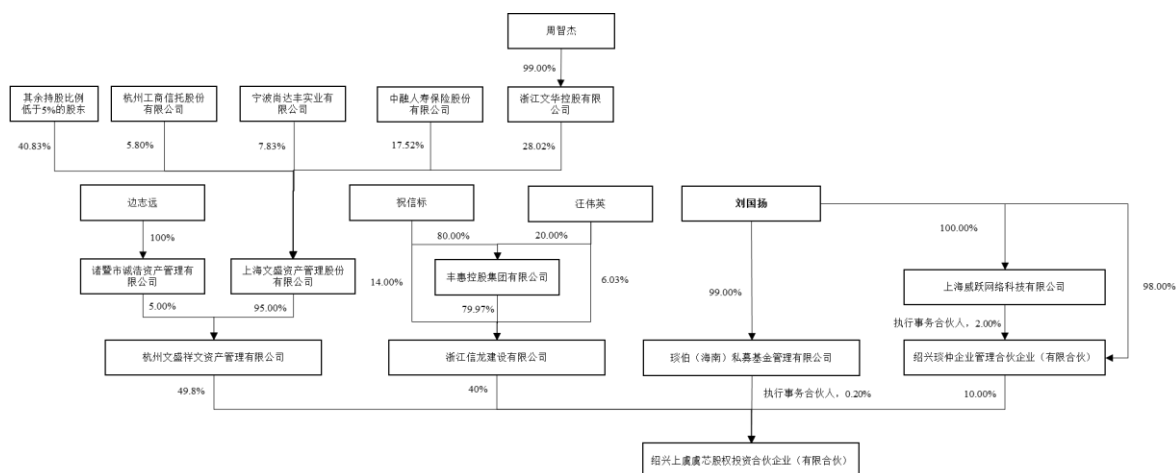 周智杰
99.00%
其余持股比例
低于5%的股东
杭州工商信托股份
有限公司
宁波尚达丰实业有
限公司
中融人寿保险股份
有限公司
浙江文华控股有限
公司
40.83%
5.80%
7.83%
17.52%
28.02%
边志远
祝信标
汪伟英
刘国扬
100%
80.00%
20.00%
100.00%
诸暨市诚浩资产管理有
限公司
上海文盛资产管理股份
有限公司
14.00%
丰惠控股集团有限公司
6.03%
99.00%
上海威跃网络科技有限公司
98.00%
5.00%
95.00%
79.97%
执行事务合伙人，2.00%
杭州文盛祥文资产管理有限公司
浙江信龙建设有限公司
琰伯（海南）私募基金管理有限公司
绍兴琰仲企业管理合伙企业（有限合伙）
49.8%
40%
执行事务合伙人，0.20%
10.00%
绍兴上虞虞芯股权投资合伙企业（有限合伙）